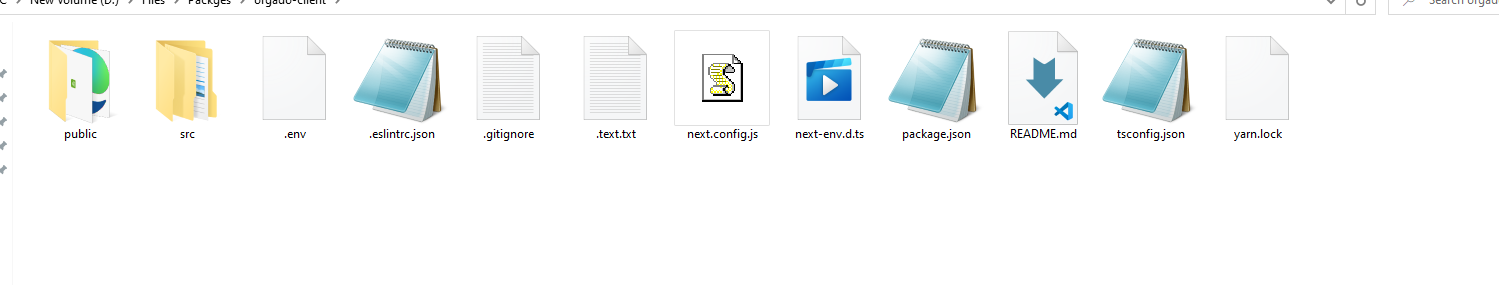 New Volume (D:) > Files > Packges > orgado-client >
Search orgad
public
src
.env
.eslintrc.json
.gitignore
.text.txt
next.config.js
next-env.d.ts
package.json
README.md
tsconfig.json
yarn.lock